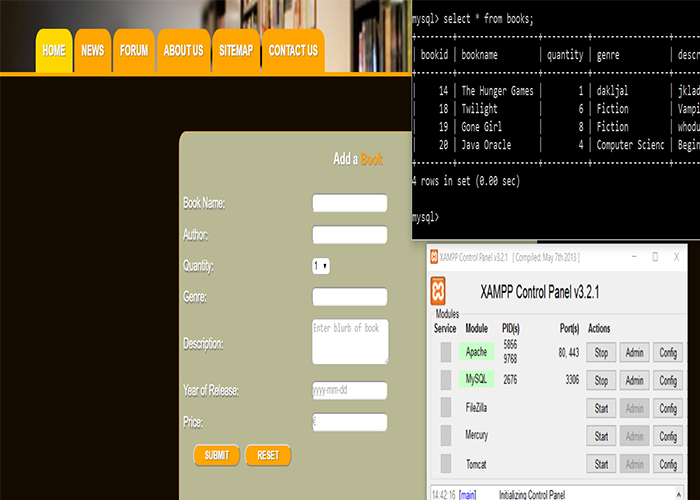 HOME NEWS FORUM ABOUT US SITEMAP CONTACT US
Add a Book
Book Name:
Author:
Quantity: 1
Genre:
Description: Enter blurb of book
Year of Release: yyyy-mm-dd
Price: €
SUBMIT RESET
mysql> select * from books;
+--------+------------------+----------+------------------+-------
| bookid | bookname | quantity | genre | descr
| 14 | The Hunger Games | 1 | dakljal | jklad
| 18 | Twilight | 6 | Fiction | Vampi
| 19 | Gone Girl | 8 | Fiction | whodu
| 20 | Java Oracle | 4 | Computer Scienc | Begin
4 rows in set (0.00 sec)
mysql>
XAMPP Control Panel v3.2.1 [ Compiled: May 7th 2013 ]
XAMPP Control Panel v3.2.1
Modules
Service Module PID(s) Port(s) Actions
Apache 5856 9768 80, 443 Stop Admin Config
MySQL 2676 3306 Stop Admin Config
FileZilla Start Admin Config
Mercury Start Admin Config
Tomcat Start Admin Config
14:42:16 [main] Initializing Control Panel